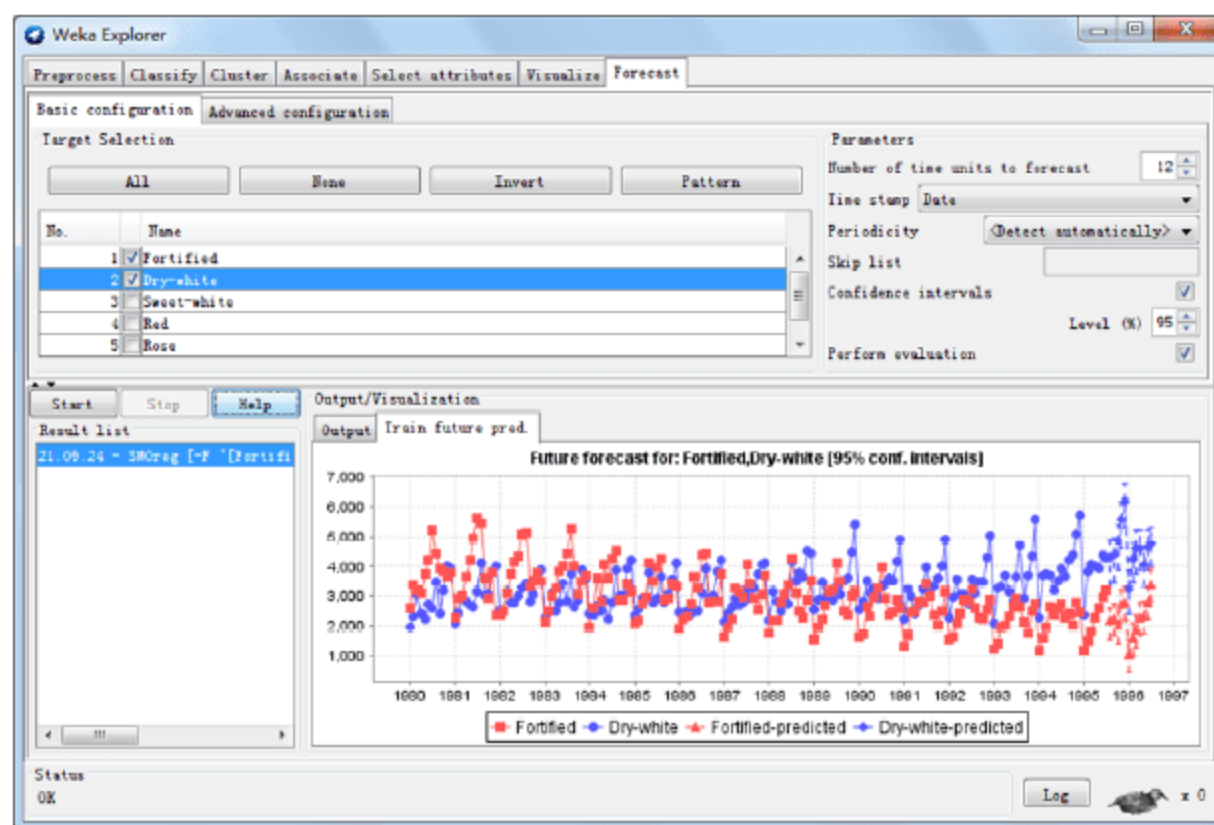 Weka Explorer
Preprocess Classify Cluster Associate Select attributes Visualize Forecast
Basic configuration Advanced configuration
Target Selection
All None Invert Pattern
No. Name
1 Fortified
2 Dry-white
3 Sweet-white
4 Red
5 Rose
Parameters
Number of time units to forecast 12
Time stamp Date
Periodicity <Detect automatically>
Skip list
Confidence intervals
Level (%) 95
Perform evaluation
Start Stop Help
Result list
21:09:24 - SMOreg [-F "[Fortifi
Output/Visualization
Output Train future pred.
Future forecast for: Fortified,Dry-white [95% conf. intervals]
7,000
6,000
5,000
4,000
3,000
2,000
1,000
1980 1981 1982 1983 1984 1985 1986 1987 1988 1989 1990 1991 1992 1993 1994 1995 1996 1997
Fortified Dry-white Fortified-predicted Dry-white-predicted
Status
OK
Log x 0